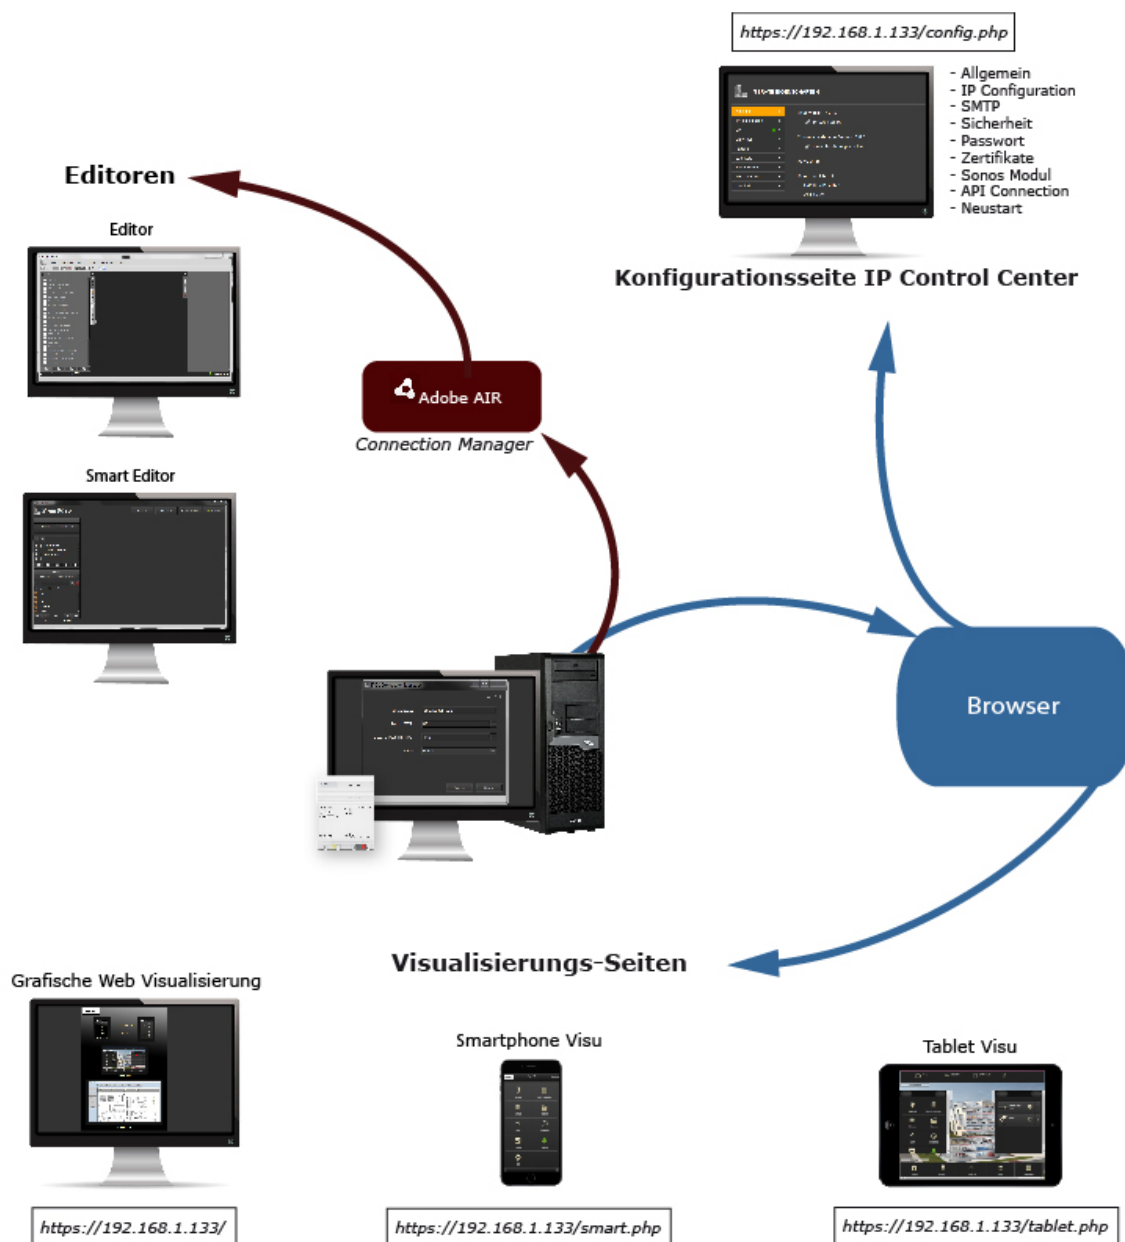 https://192.168.1.133/config.php
- Allgemein
- IP Configuration
- SMTP
- Sicherheit
- Passwort
- Zertifikate
- Sonos Modul
- API Connection
- Neustart
Konfigurationsseite IP Control Center
Editoren
Editor
Adobe AIR
Connection Manager
Smart Editor
Browser
Visualisierungs-Seiten
Grafische Web Visualisierung
Smartphone Visu
Tablet Visu
https://192.168.1.133/
https://192.168.1.133/smart.php
https://192.168.1.133/tablet.php